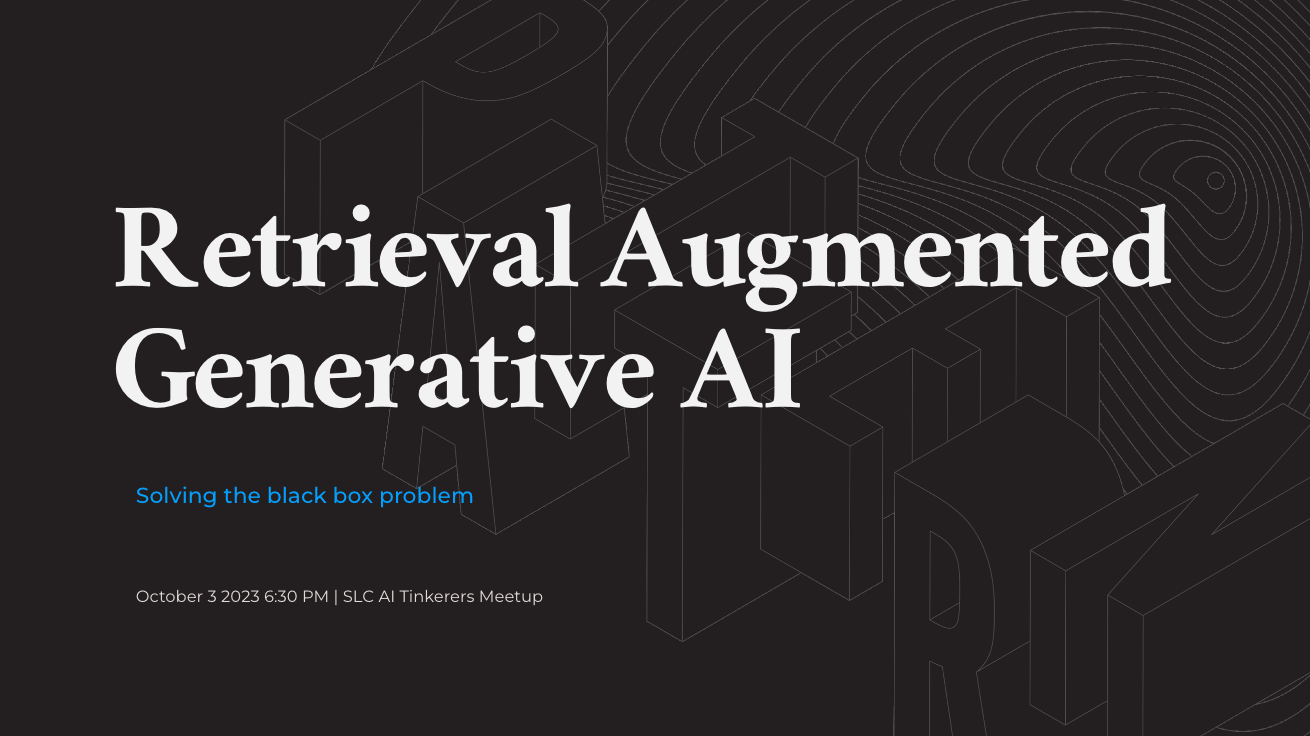 Retrieval Augmented
Generative AI
Solving the black box problem
October 3 2023 6:30 PM | SLC AI Tinkerers Meetup